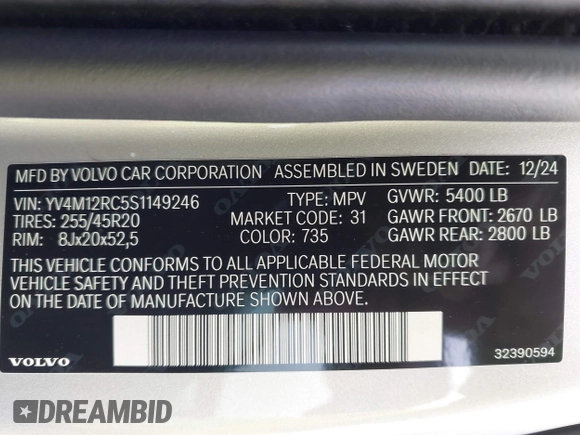 MFD BY VOLVO CAR CORPORATION ASSEMBLED IN SWEDEN DATE: 12/24
VIN: YV4M12RC5S1149246 TYPE: MPV GVWR: 5400 LB
TIRES: 255/45R20 MARKET CODE: 31 GAWR FRONT: 2670 LB
RIM: 8Jx20x52,5 COLOR: 735 GAWR REAR: 2800 LB
THIS VEHICLE CONFORMS TO ALL APPLICABLE FEDERAL MOTOR
VEHICLE SAFETY AND THEFT PREVENTION STANDARDS IN EFFECT
ON THE DATE OF MANUFACTURE SHOWN ABOVE.
VOLVO 32390594
DREAMBID